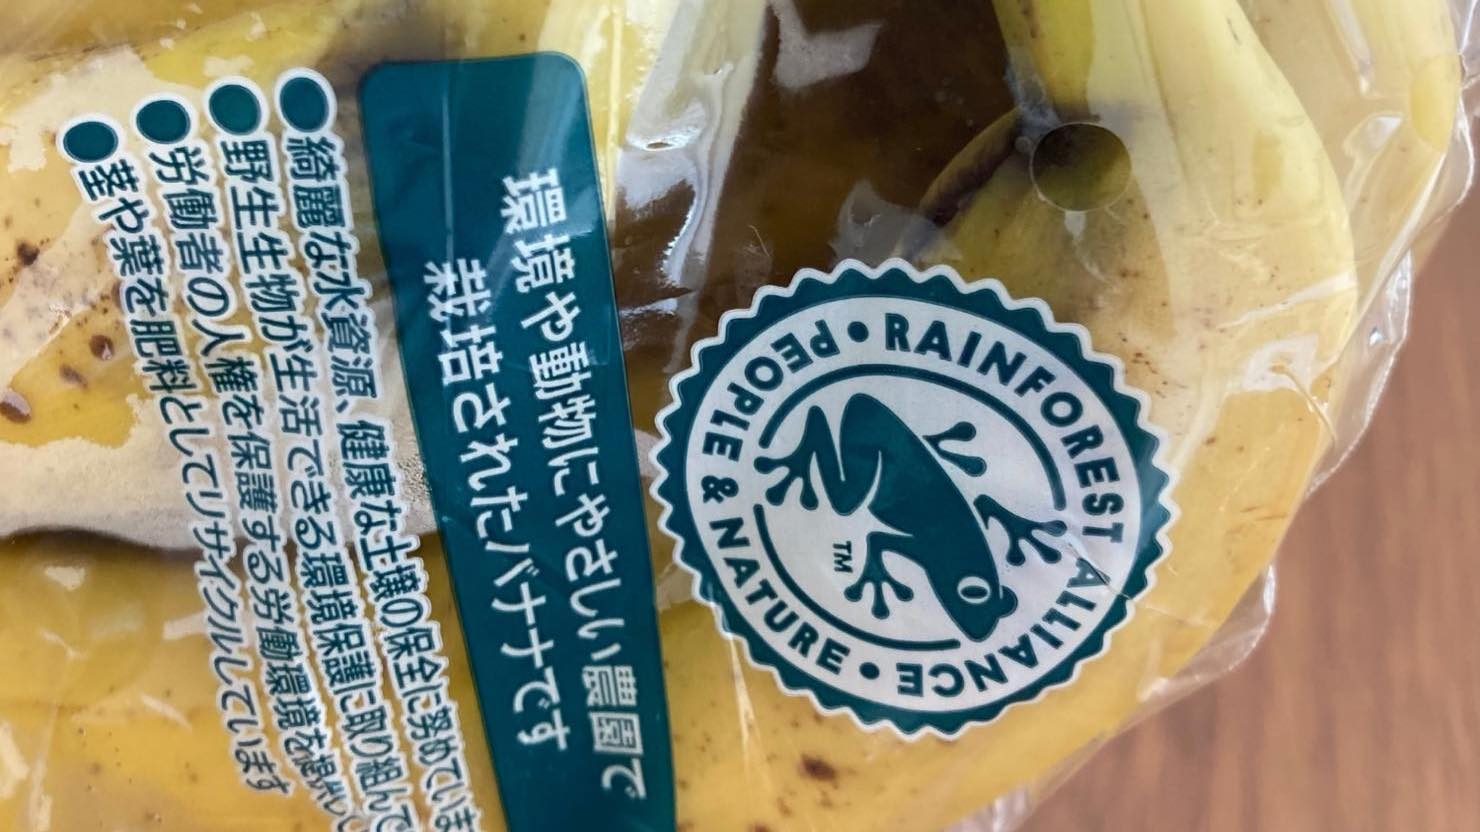 RAINFOREST ALLIANCE
PEOPLE & NATURE
TM
環境や動物にやさしい農園で
栽培されたバナナです
●綺麗な水資源、健康な土壌の保全に努めていま
●野生生物が生活できる環境保護に取り組んで
●労働者の人権を保護する労働環境を提供し
●茎や葉を肥料としてリサイクルしています